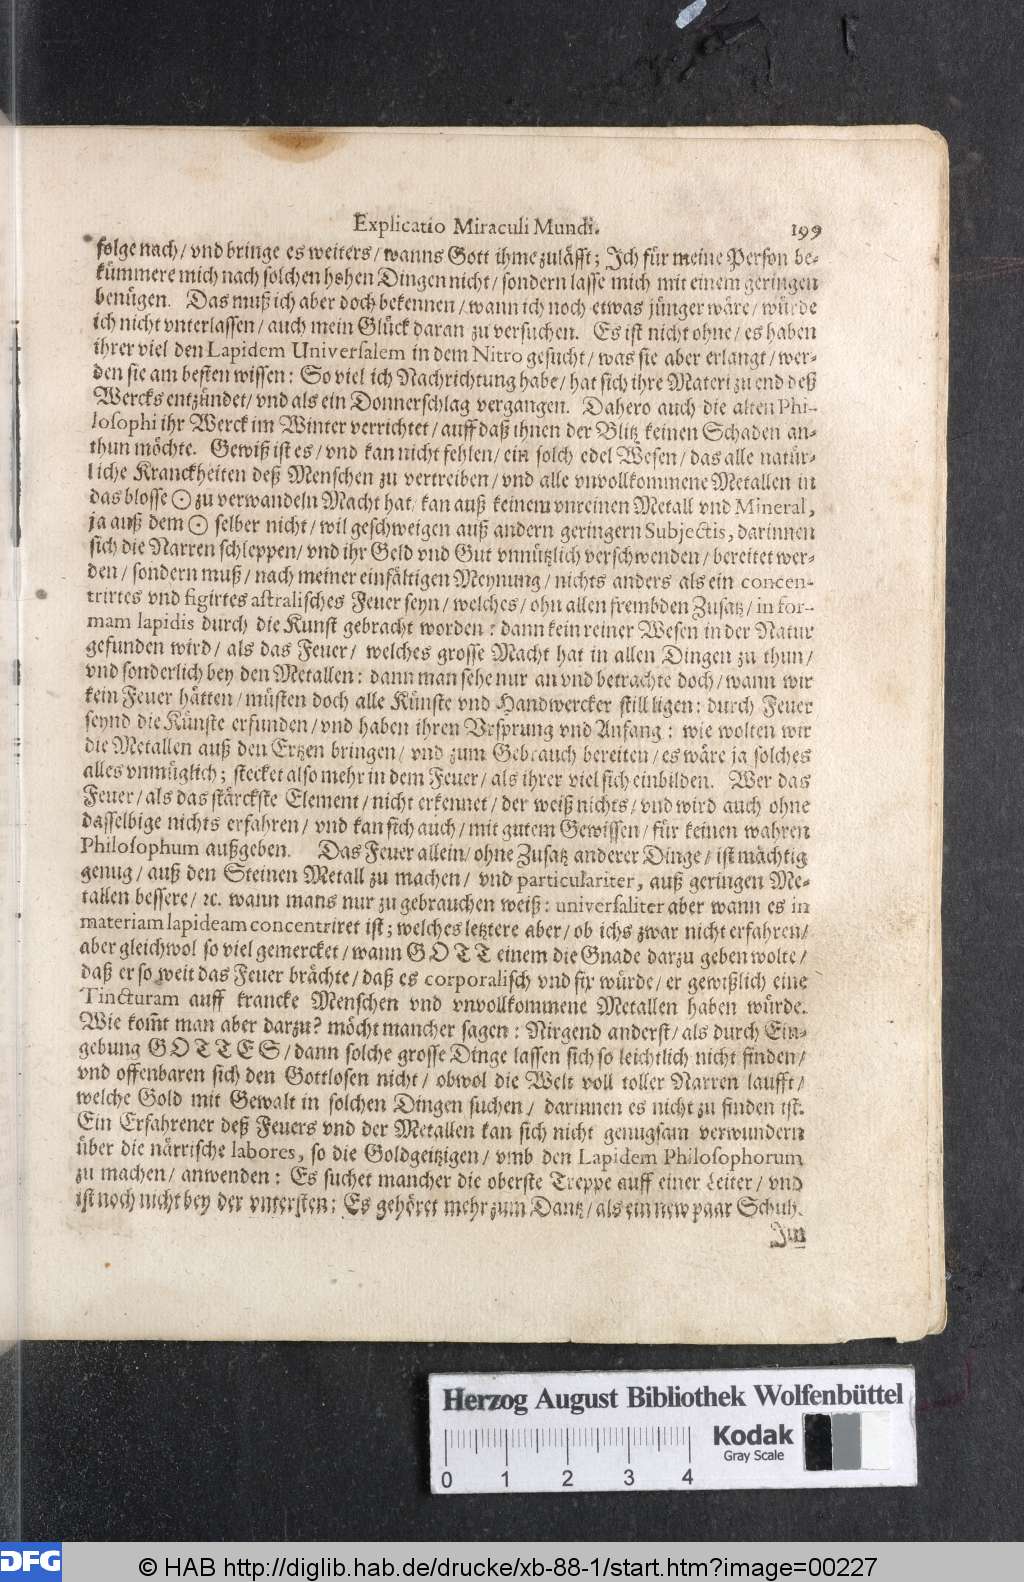 Explicatio Miraculi Mundi. 199
folge nach/ vnd bringe es weiters/ wanns Gott ihme zuläfft; Ich für meine Person be-
kümmere mich nach solchen hohen Dingen nicht/ sondern lasse mich mit einem geringen
benügen. Das muß ich aber doch bekennen/ wann ich noch etwas jünger wäre/ würde
ich nicht vnterlassen/ auch mein Glück daran zu versuchen. Es ist nicht ohne/ es haben
ihrer viel den Lapidem Universalem in dem Nitro gesucht/ was sie aber erlangt/ wer-
den sie am besten wissen: So viel ich Nachrichtung habe/ hat sich ihre Materi zu end deß
Wercks entzündet/ vnd als ein Donnerschlag vergangen. Dahero auch die alten Phi-
losophi ihr Werck im Winter verrichtet/ auff daß ihnen der Blitz keinen Schaden an-
thun möchte. Gewiß ist es/ vnd kan nicht fehlen/ ein solch edel Wesen/ das alle natür-
liche Kranckheiten deß Menschen zu vertreiben/ vnd alle vnvollkommene Metallen in
das blosse ☉ zu verwandeln Macht hat/ kan auß keinem vnreinen Metall vnd Mineral,
ja auß dem ☉ selber nicht/ wil geschweigen auß andern geringern Subjectis, darinnen
sich die Narren schleppen/ vnd ihr Geld vnd Gut vnnützlich verschwenden/ bereitet wer-
den/ sondern muß/ nach meiner einfältigen Meynung/ nichts anders als ein concen-
trirtes vnd figirtes astralisches Feuer seyn/ welches/ ohn allen frembden Zusatz/ in for-
mam lapidis durch die Kunst gebracht worden: dann kein reiner Wesen in der Natur
gefunden wird/ als das Feuer/ welches grosse Macht hat in allen Dingen zu thun/
vnd sonderlich bey den Metallen: dann man sehe nur an vnd betrachte doch/ wann wir
kein Feuer hätten/ müsten doch alle Künste vnd Handwercker still ligen: durch Feuer
seynd die Künste erfunden/ vnd haben ihren Vrsprung vnd Anfang: wie wolten wir
die Metallen auß den Ertzen bringen/ vnd zum Gebrauch bereiten/ es wäre ja solches
alles vnmüglich; stecket also mehr in dem Feuer/ als ihrer viel sich einbilden. Wer das
Feuer/ als das stärckste Element/ nicht erkennet/ der weiß nichts/ vnd wird auch ohne
dasselbige nichts erfahren/ vnd kan sich auch/ mit gutem Gewissen/ für keinen wahren
Philosophum außgeben. Das Feuer allein/ ohne Zusatz anderer Dinge/ ist mächtig
genug/ auß den Steinen Metall zu machen/ vnd particulariter, auß geringen Me-
tallen bessere/ ꝛc. wann mans nur zu gebrauchen weiß: universaliter aber wann es in
materiam lapideam concentriret ist; welches letztere aber/ ob ichs zwar nicht erfahren/
aber gleichwol so viel gemercket/ wann GOTT einem die Gnade darzu geben wolte/
daß er so weit das Feuer brächte/ daß es corporalisch vnd fix würde/ er gewißlich eine
Tincturam auff krancke Menschen vnd vnvollkommene Metallen haben würde.
Wie kom̃t man aber darzu? möcht mancher sagen: Nirgend anderst/ als durch Ein-
gebung GOTTES/ dann solche grosse Dinge lassen sich so leichtlich nicht finden/
vnd offenbaren sich den Gottlosen nicht/ obwol die Welt voll toller Narren laufft/
welche Gold mit Gewalt in solchen Dingen suchen/ darinnen es nicht zu finden ist.
Ein Erfahrener deß Feuers vnd der Metallen kan sich nicht genugsam verwundern
über die närrische labores, so die Goldgeitzigen/ vmb den Lapidem Philosophorum
zu machen/ anwenden: Es suchet mancher die oberste Treppe auff einer Leiter/ vnd
ist noch nicht bey der vntersten: Es gehöret mehr zum Dantz/ als ein new paar Schuh.
Im
Herzog August Bibliothek Wolfenbüttel
Kodak
Gray Scale
0 1 2 3 4
DFG
© HAB http://diglib.hab.de/drucke/xb-88-1/start.htm?image=00227